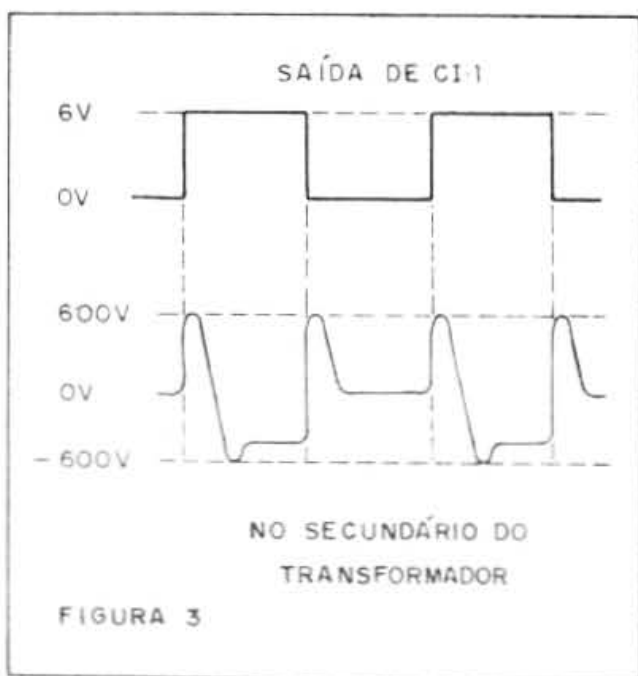 SAÍDA DE CI-1
6V
0V
600V
0V
-600V
NO SECUNDÁRIO DO
TRANSFORMADOR
FIGURA 3